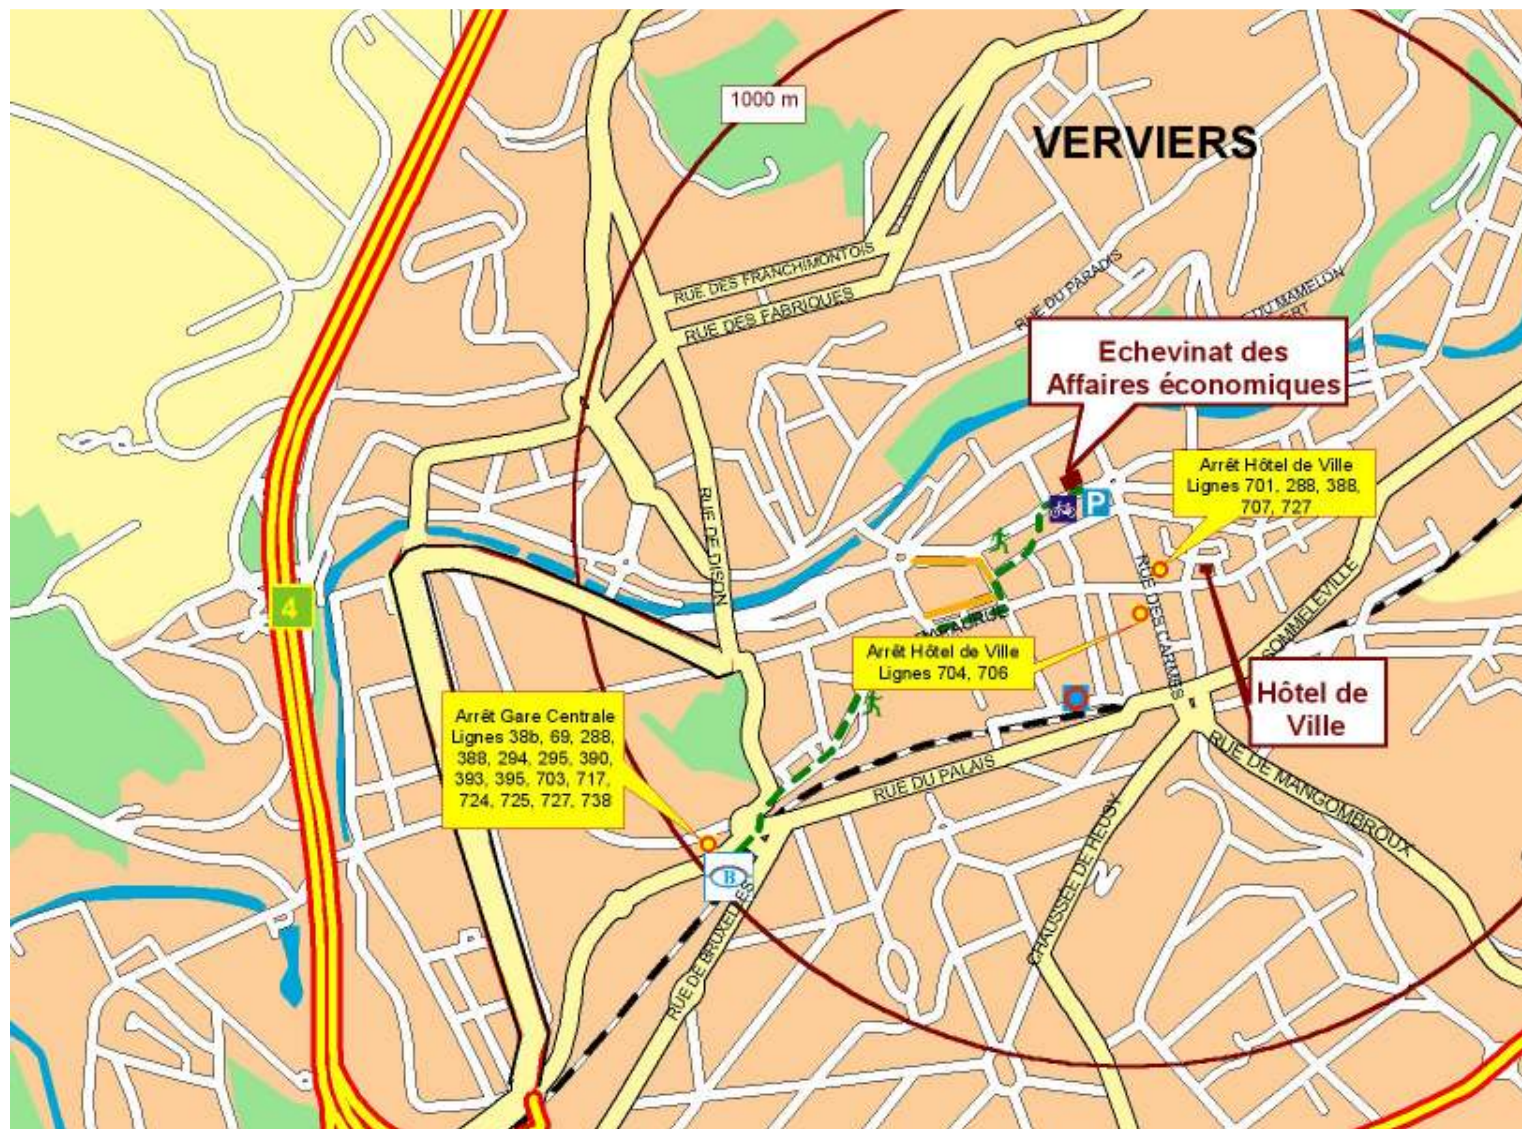 1000 m
VERVIERS
RUE DES FRANCHIMONTOIS
RUE DES FABRIQUES
RUE DU PARADIS
DU MAMELON
ERT
Echevinat des
Affaires économiques
Arrêt Hôtel de Ville
Lignes 701, 288, 388,
707, 727
P
RUE DE DISON
RUE DES CARMES
SOMMELEVILLE
4
Arrêt Hôtel de Ville
Lignes 704, 706
Hôtel de
Ville
Arrêt Gare Centrale
Lignes 38b, 69, 288,
388, 294, 295, 390,
393, 395, 703, 717,
724, 725, 727, 738
RUE DU PALAIS
RUE DE MANGOMBROUX
CHAUSSÉE DE HEUSY
B
RUE DE BRUXELLES